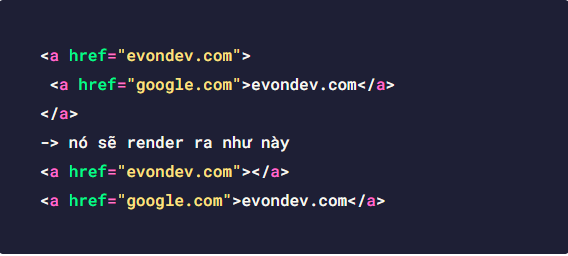 <a href="evondev.com">
<a href="google.com">evondev.com</a>
</a>
-> nó sẽ render ra như này
<a href="evondev.com"></a>
<a href="google.com">evondev.com</a>